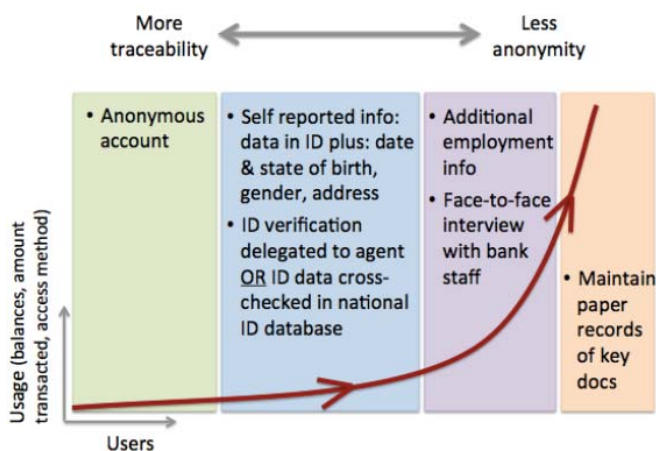 More
traceability
Less
anonymity
• Anonymous
account
• Self reported info:
data in ID plus: date
& state of birth,
gender, address
• ID verification
delegated to agent
OR ID data cross-
checked in national
ID database
• Additional
employment
info
• Face-to-face
interview
with bank
staff
• Maintain
paper
records
of key
docs
Usage (balances, amount
transacted, access method)
Users